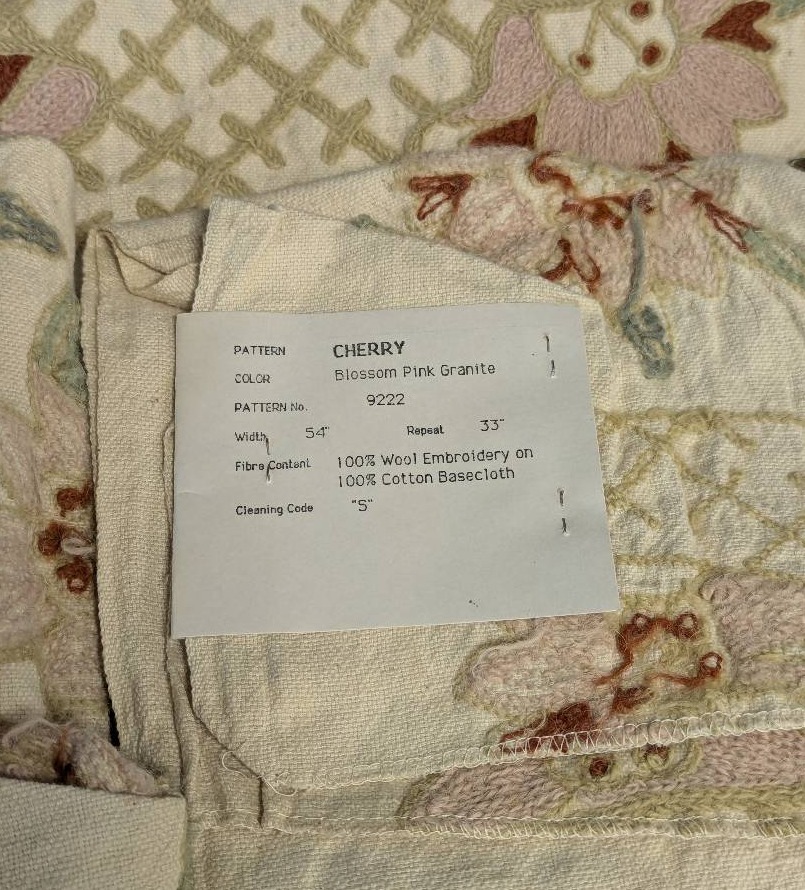 PATTERN CHERRY
COLOR Blossom Pink Granite
PATTERN No. 9222
Width 54" Repeat 33"
Fibre Contant 100% Wool Embroidery on
100% Cotton Basecloth
Cleaning Code "S"